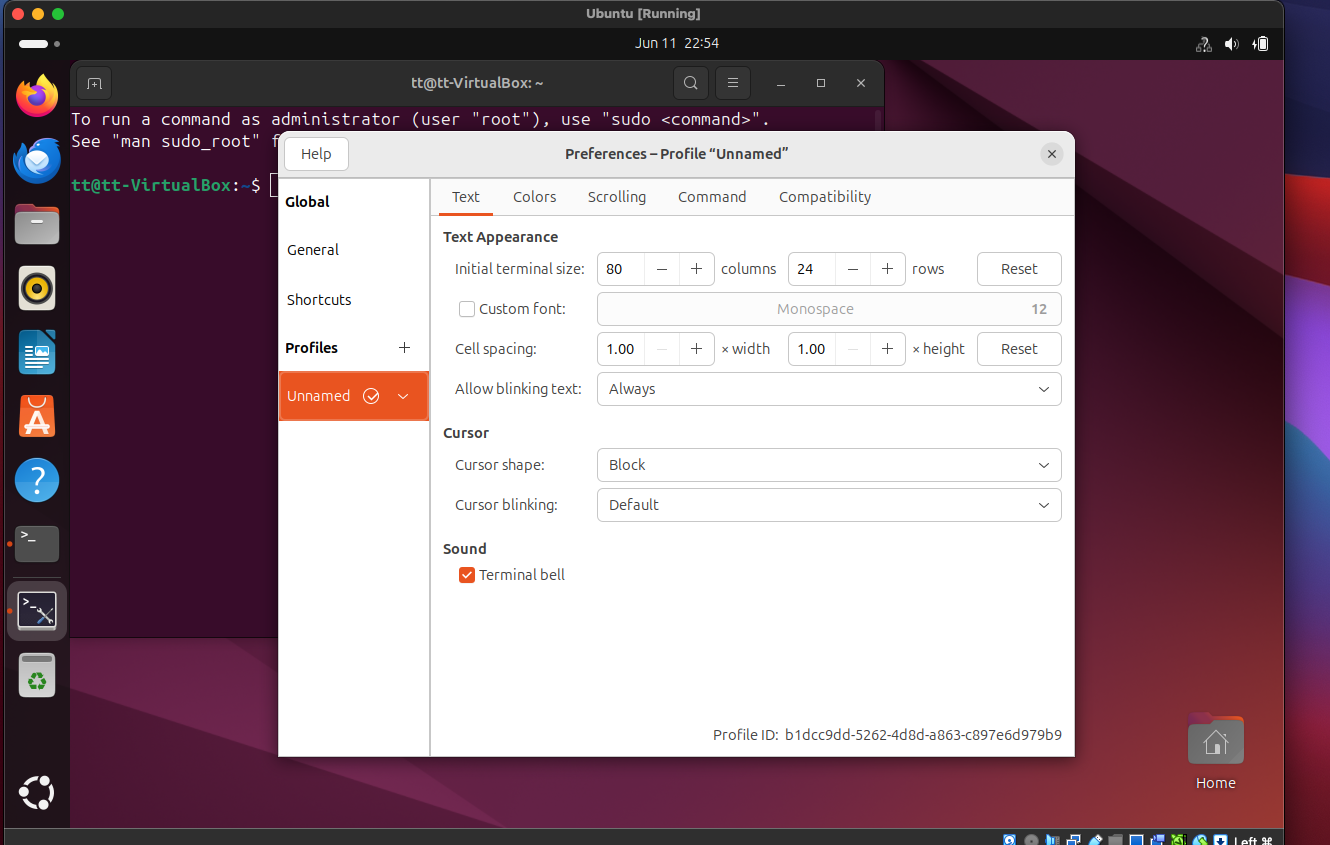 Ubuntu [Running]
Jun 11 22:54
tt@tt-VirtualBox: ~
To run a command as administrator (user "root"), use "sudo <command>".
See "man sudo_root" f
tt@tt-VirtualBox:~$
Help
Preferences – Profile “Unnamed”
Global
General
Shortcuts
Profiles
Unnamed
Text Colors Scrolling Command Compatibility
Text Appearance
Initial terminal size: 80 − + columns 24 − + rows Reset
Custom font: Monospace 12
Cell spacing: 1.00 − + × width 1.00 − + × height Reset
Allow blinking text: Always
Cursor
Cursor shape: Block
Cursor blinking: Default
Sound
Terminal bell
Profile ID: b1dcc9dd-5262-4d8d-a863-c897e6d979b9
Home
Left ⌘